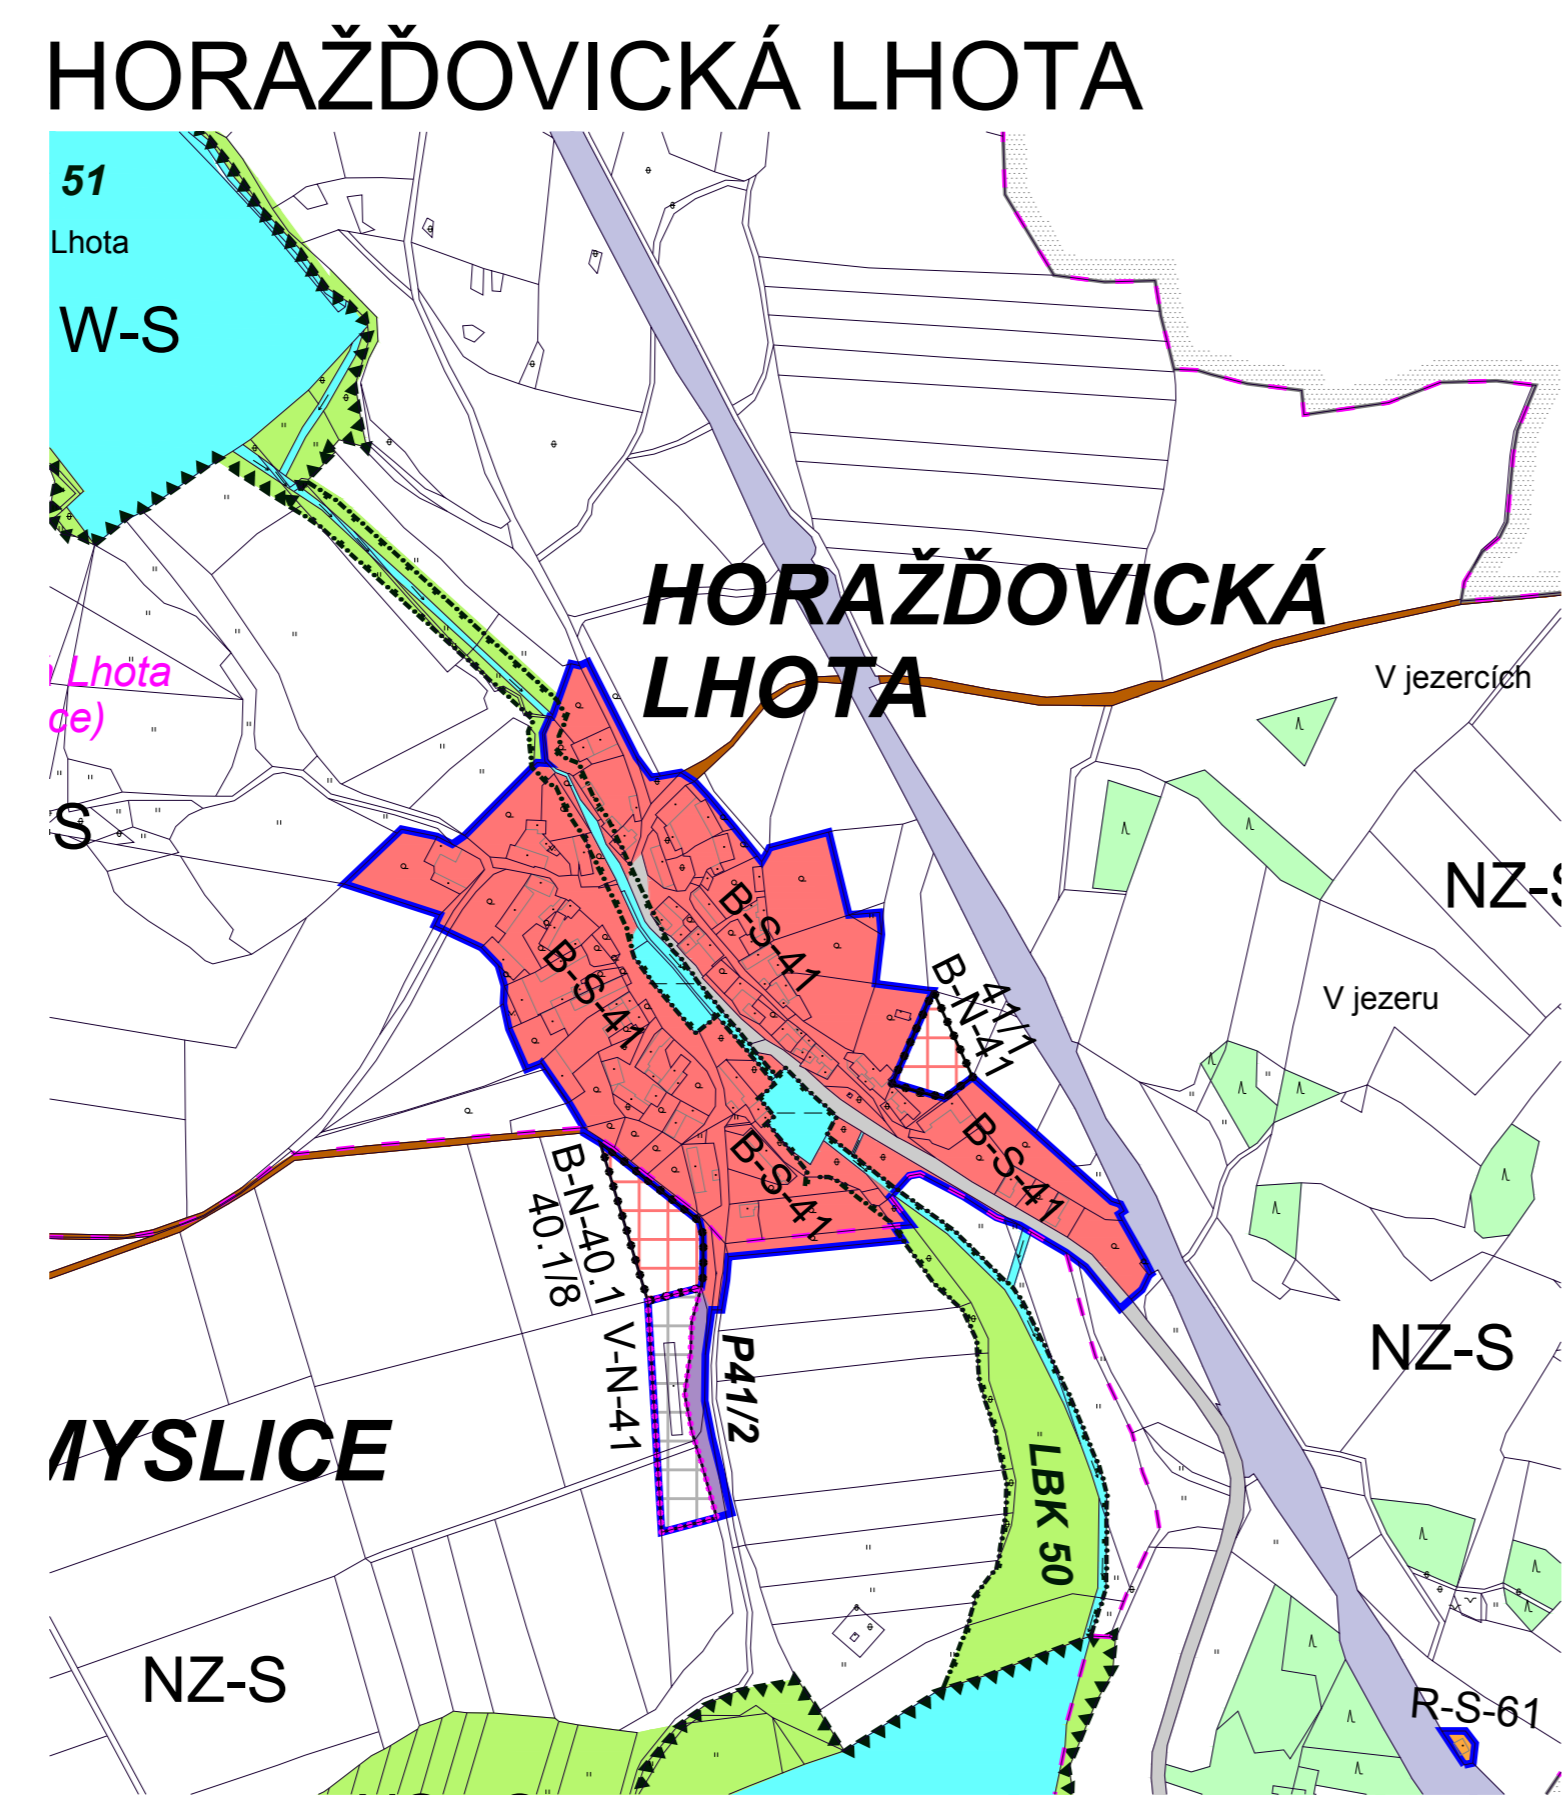 HORAŽĎOVICKÁ LHOTA
51
Lhota
W-S
HORAŽĎOVICKÁ
LHOTA
V jezercích
Lhota
ce)
S
NZ-S
B-S-41
B-S-41
41/1
B-N-41
V jezeru
B-S-41
B-S-41
B-N-40.1
40.1/8
V-N-41
P41/2
NZ-S
MYSLICE
LBK 50
NZ-S
R-S-61